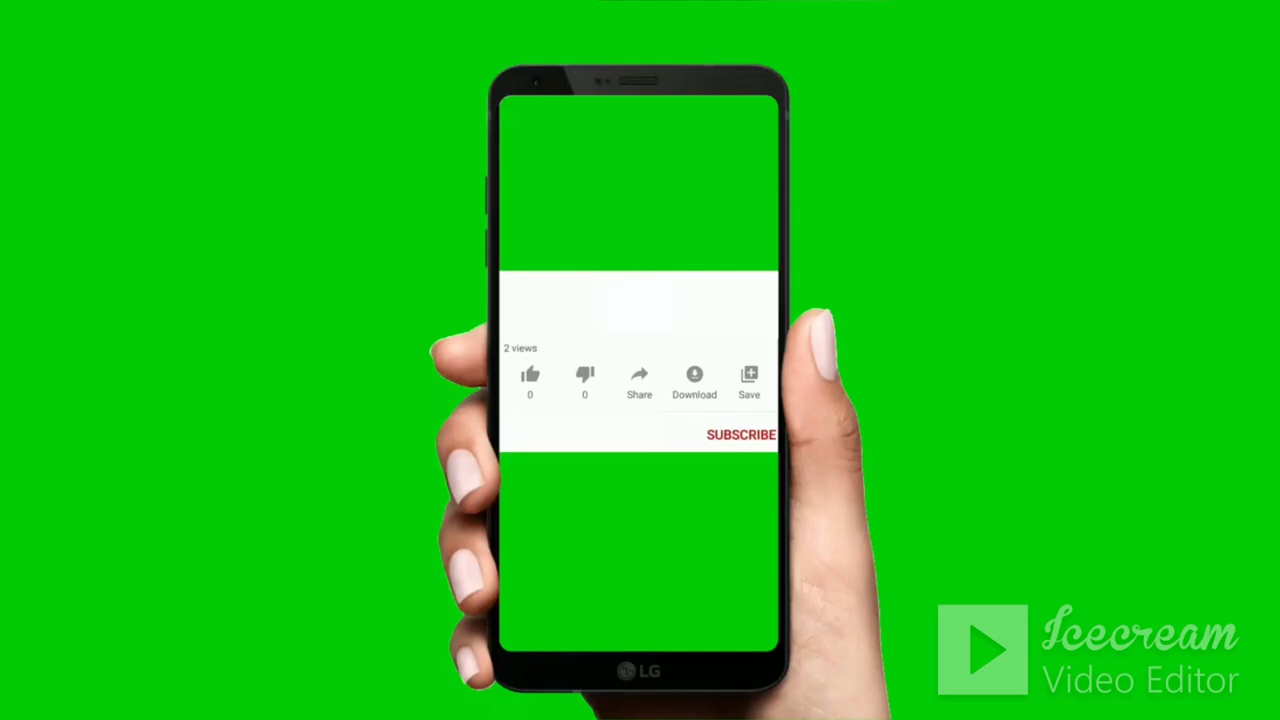 2 views
0 0 Share Download Save
SUBSCRIBE
LG
Icecream
Video Editor